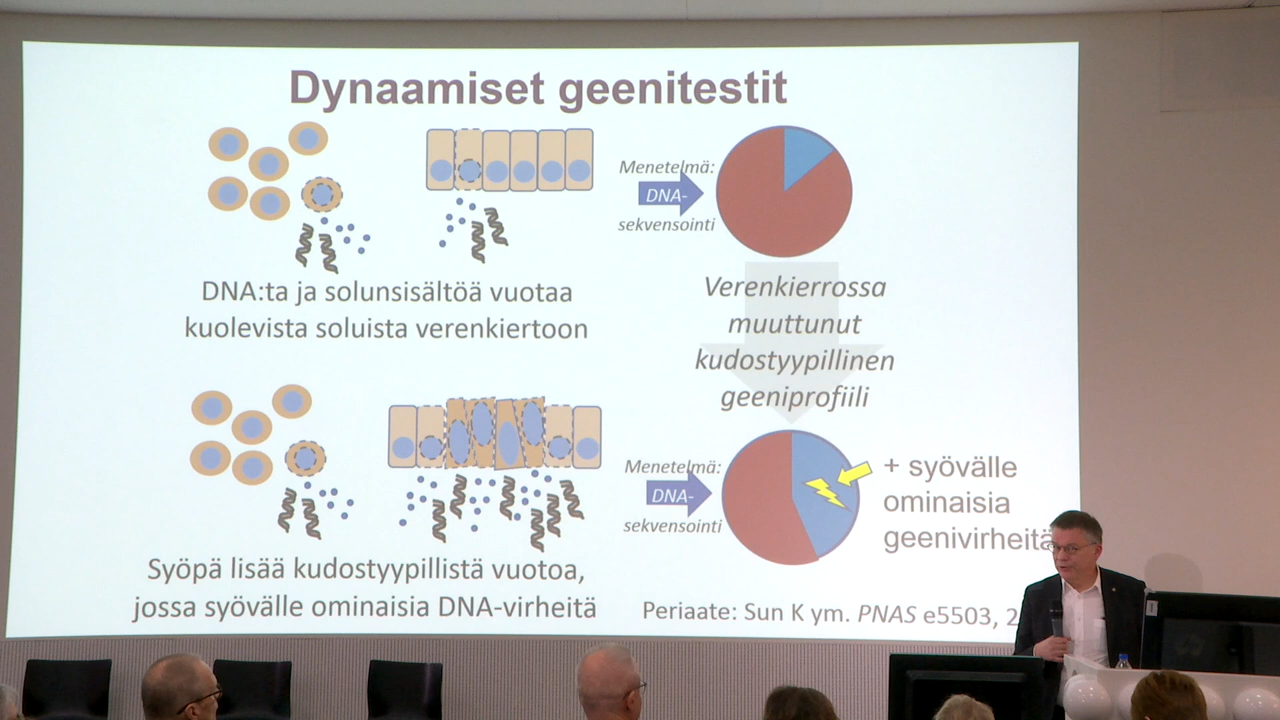 Dynaamiset geenitestit
Menetelmä:
DNA-
sekvensointi
DNA:ta ja solunsisältöä vuotaa
kuolevista soluista verenkiertoon
Verenkierrossa
muuttunut
kudostyypillinen
geeniprofiili
Menetelmä:
DNA-
sekvensointi
+ syövälle
ominaisia
geenivirheitä
Syöpä lisää kudostyypillistä vuotoa,
jossa syövälle ominaisia DNA-virheitä
Periaate: Sun K ym. PNAS e5503, 2